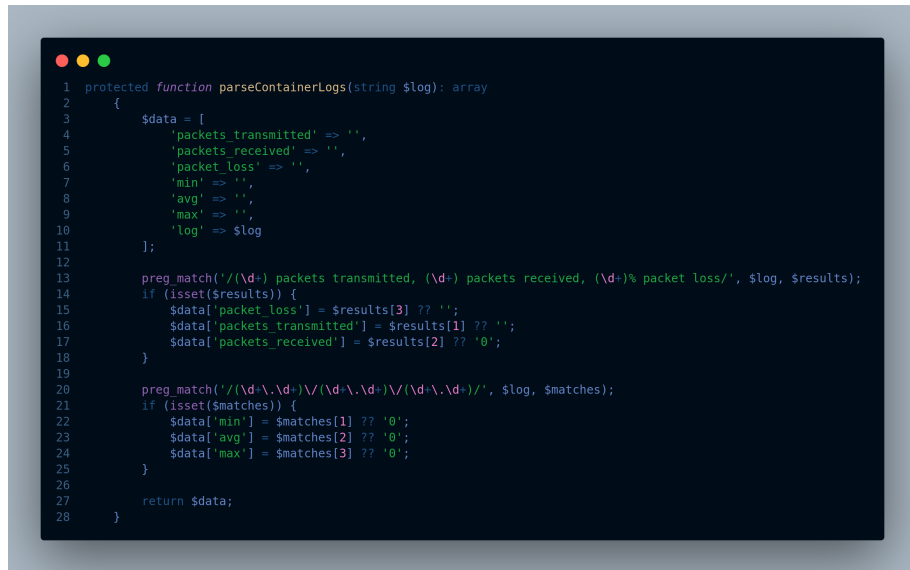 1 protected function parseContainerLogs(string $log): array
2     {
3         $data = [
4             'packets_transmitted' => '',
5             'packets_received' => '',
6             'packet_loss' => '',
7             'min' => '',
8             'avg' => '',
9             'max' => '',
10             'log' => $log
11         ];
12
13         preg_match('/(\d+) packets transmitted, (\d+) packets received, (\d+)% packet loss/', $log, $results);
14         if (isset($results)) {
15             $data['packet_loss'] = $results[3] ?? '';
16             $data['packets_transmitted'] = $results[1] ?? '';
17             $data['packets_received'] = $results[2] ?? '0';
18         }
19
20         preg_match('/(\d+\.\d+)\/(\d+\.\d+)\/(\d+\.\d+)/', $log, $matches);
21         if (isset($matches)) {
22             $data['min'] = $matches[1] ?? '0';
23             $data['avg'] = $matches[2] ?? '0';
24             $data['max'] = $matches[3] ?? '0';
25         }
26
27         return $data;
28     }